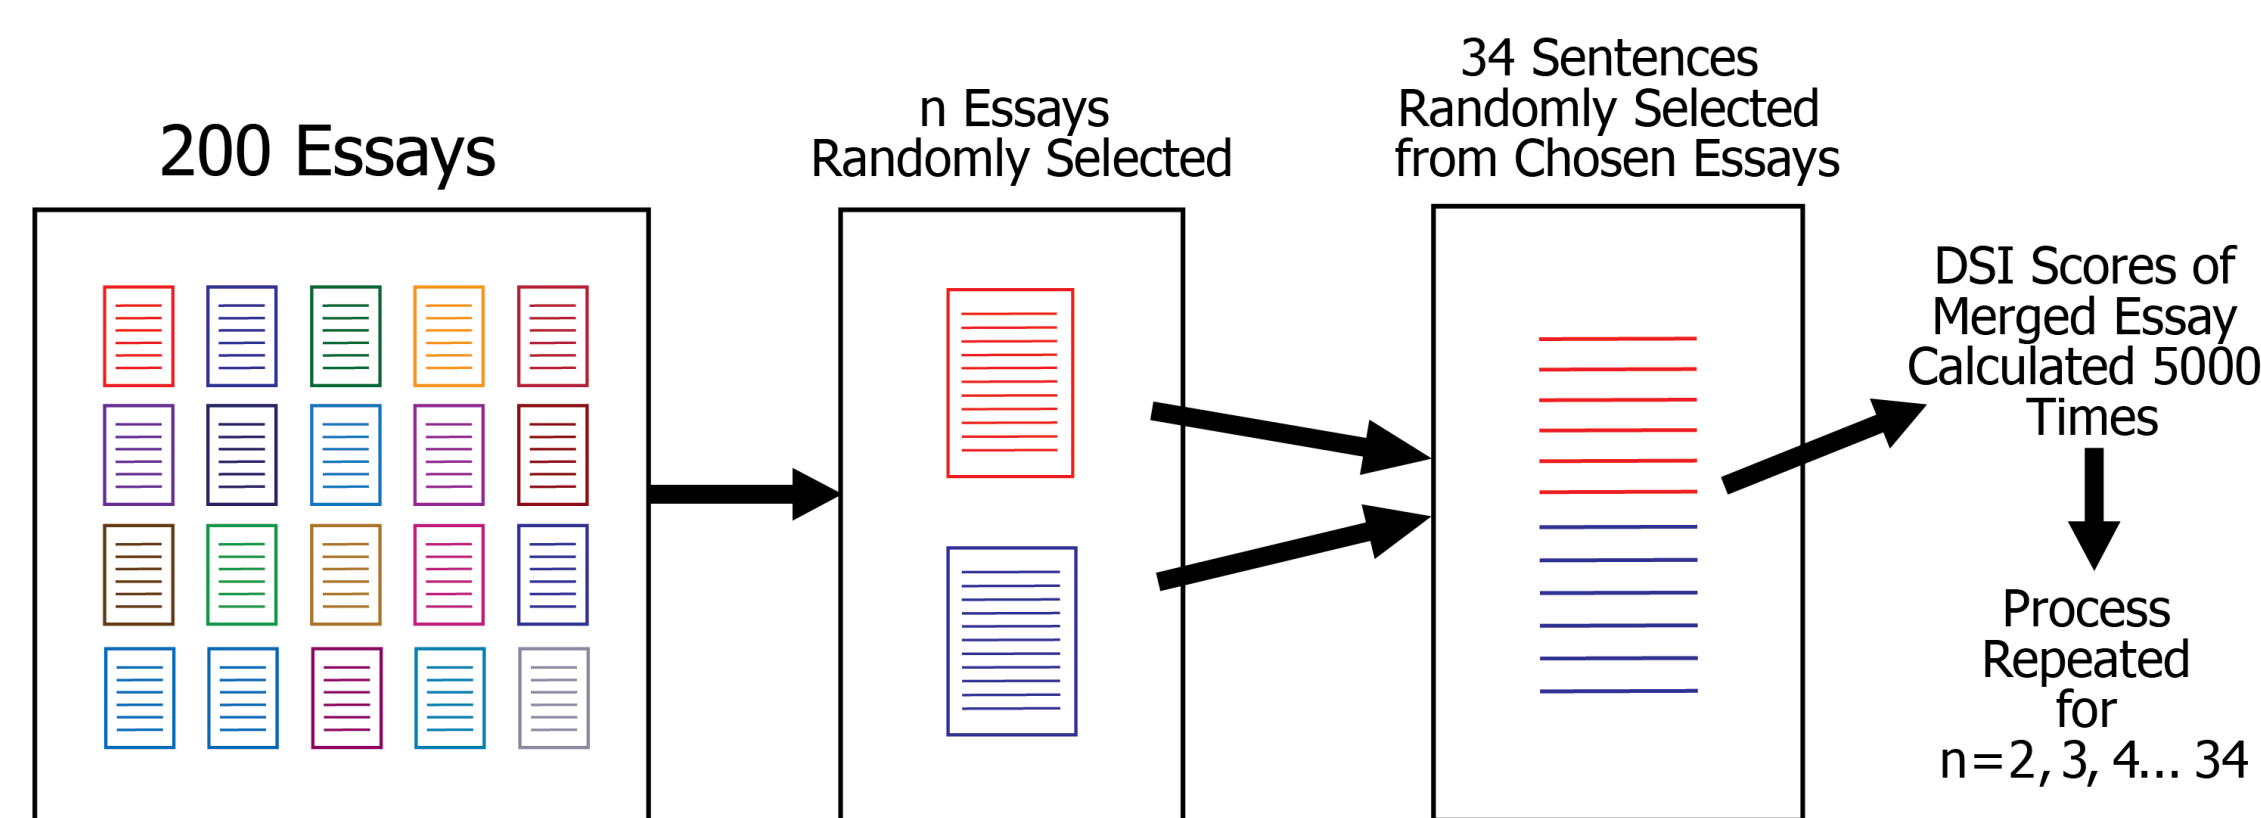 200 Essays
n Essays
Randomly Selected
34 Sentences
Randomly Selected
from Chosen Essays
DSI Scores of
Merged Essay
Calculated 5000
Times
Process
Repeated
for
n=2, 3, 4... 34